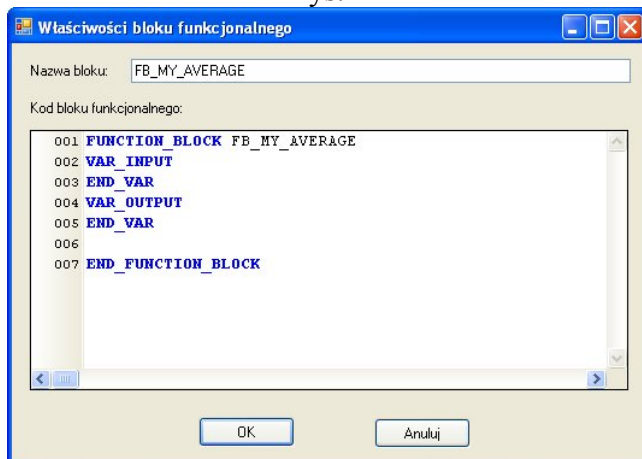 Właściwości bloku funkcjonalnego
Nazwa bloku: FB_MY_AVERAGE
Kod bloku funkcjonalnego:
001 FUNCTION_BLOCK FB_MY_AVERAGE
002 VAR_INPUT
003 END_VAR
004 VAR_OUTPUT
005 END_VAR
006
007 END_FUNCTION_BLOCK
OK Anuluj